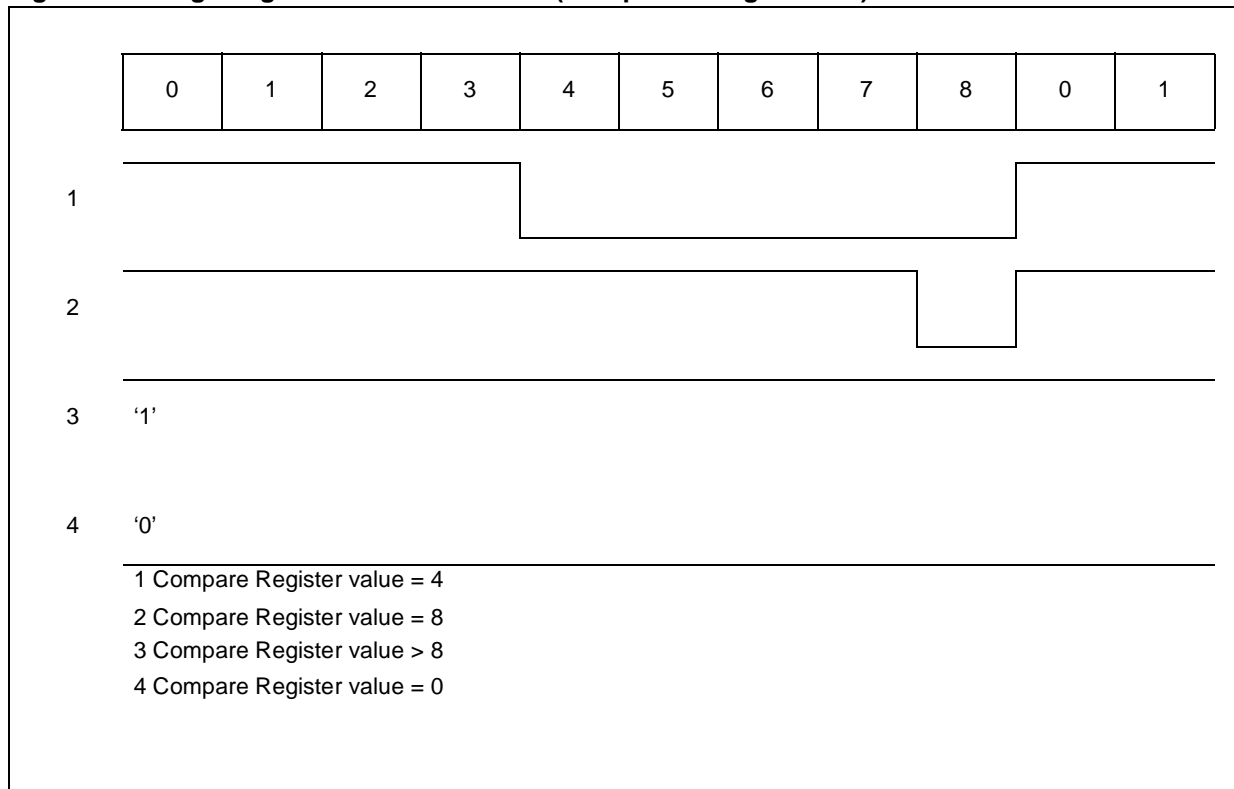 0 1 2 3 4 5 6 7 8 0 1
1
2
3 ‘1’
4 ‘0’
1 Compare Register value = 4
2 Compare Register value = 8
3 Compare Register value > 8
4 Compare Register value = 0